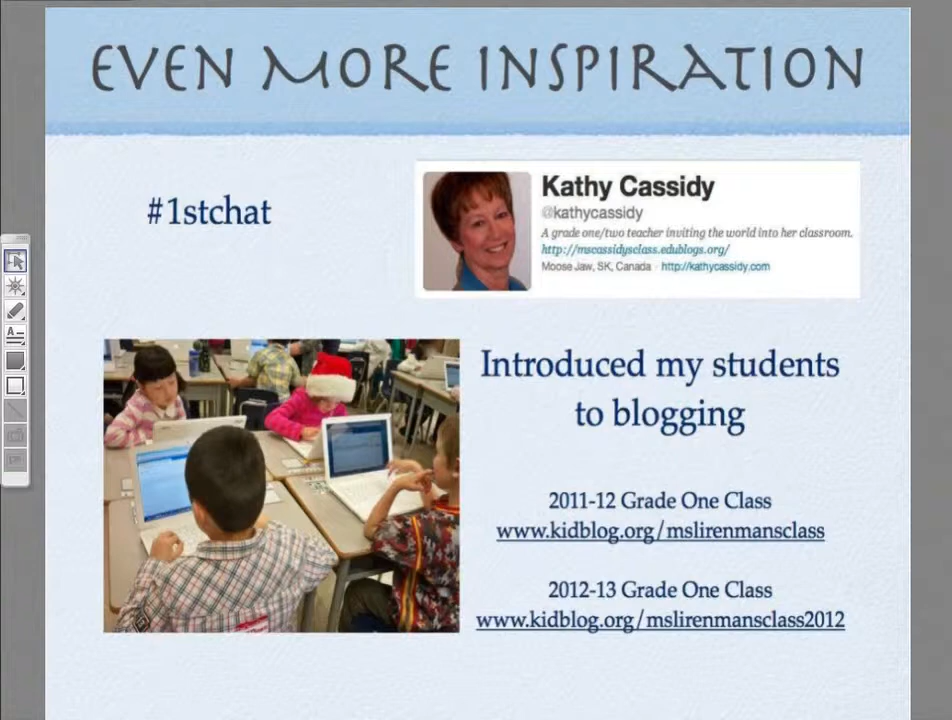 EVEN MORE INSPIRATION
#1stchat
Kathy Cassidy
@kathycassidy
A grade one/two teacher inviting the world into her classroom.
http://mscassidysclass.edublogs.org/
Moose Jaw, SK, Canada · http://kathycassidy.com
Introduced my students
to blogging
2011-12 Grade One Class
www.kidblog.org/mslirenmansclass
2012-13 Grade One Class
www.kidblog.org/mslirenmansclass2012